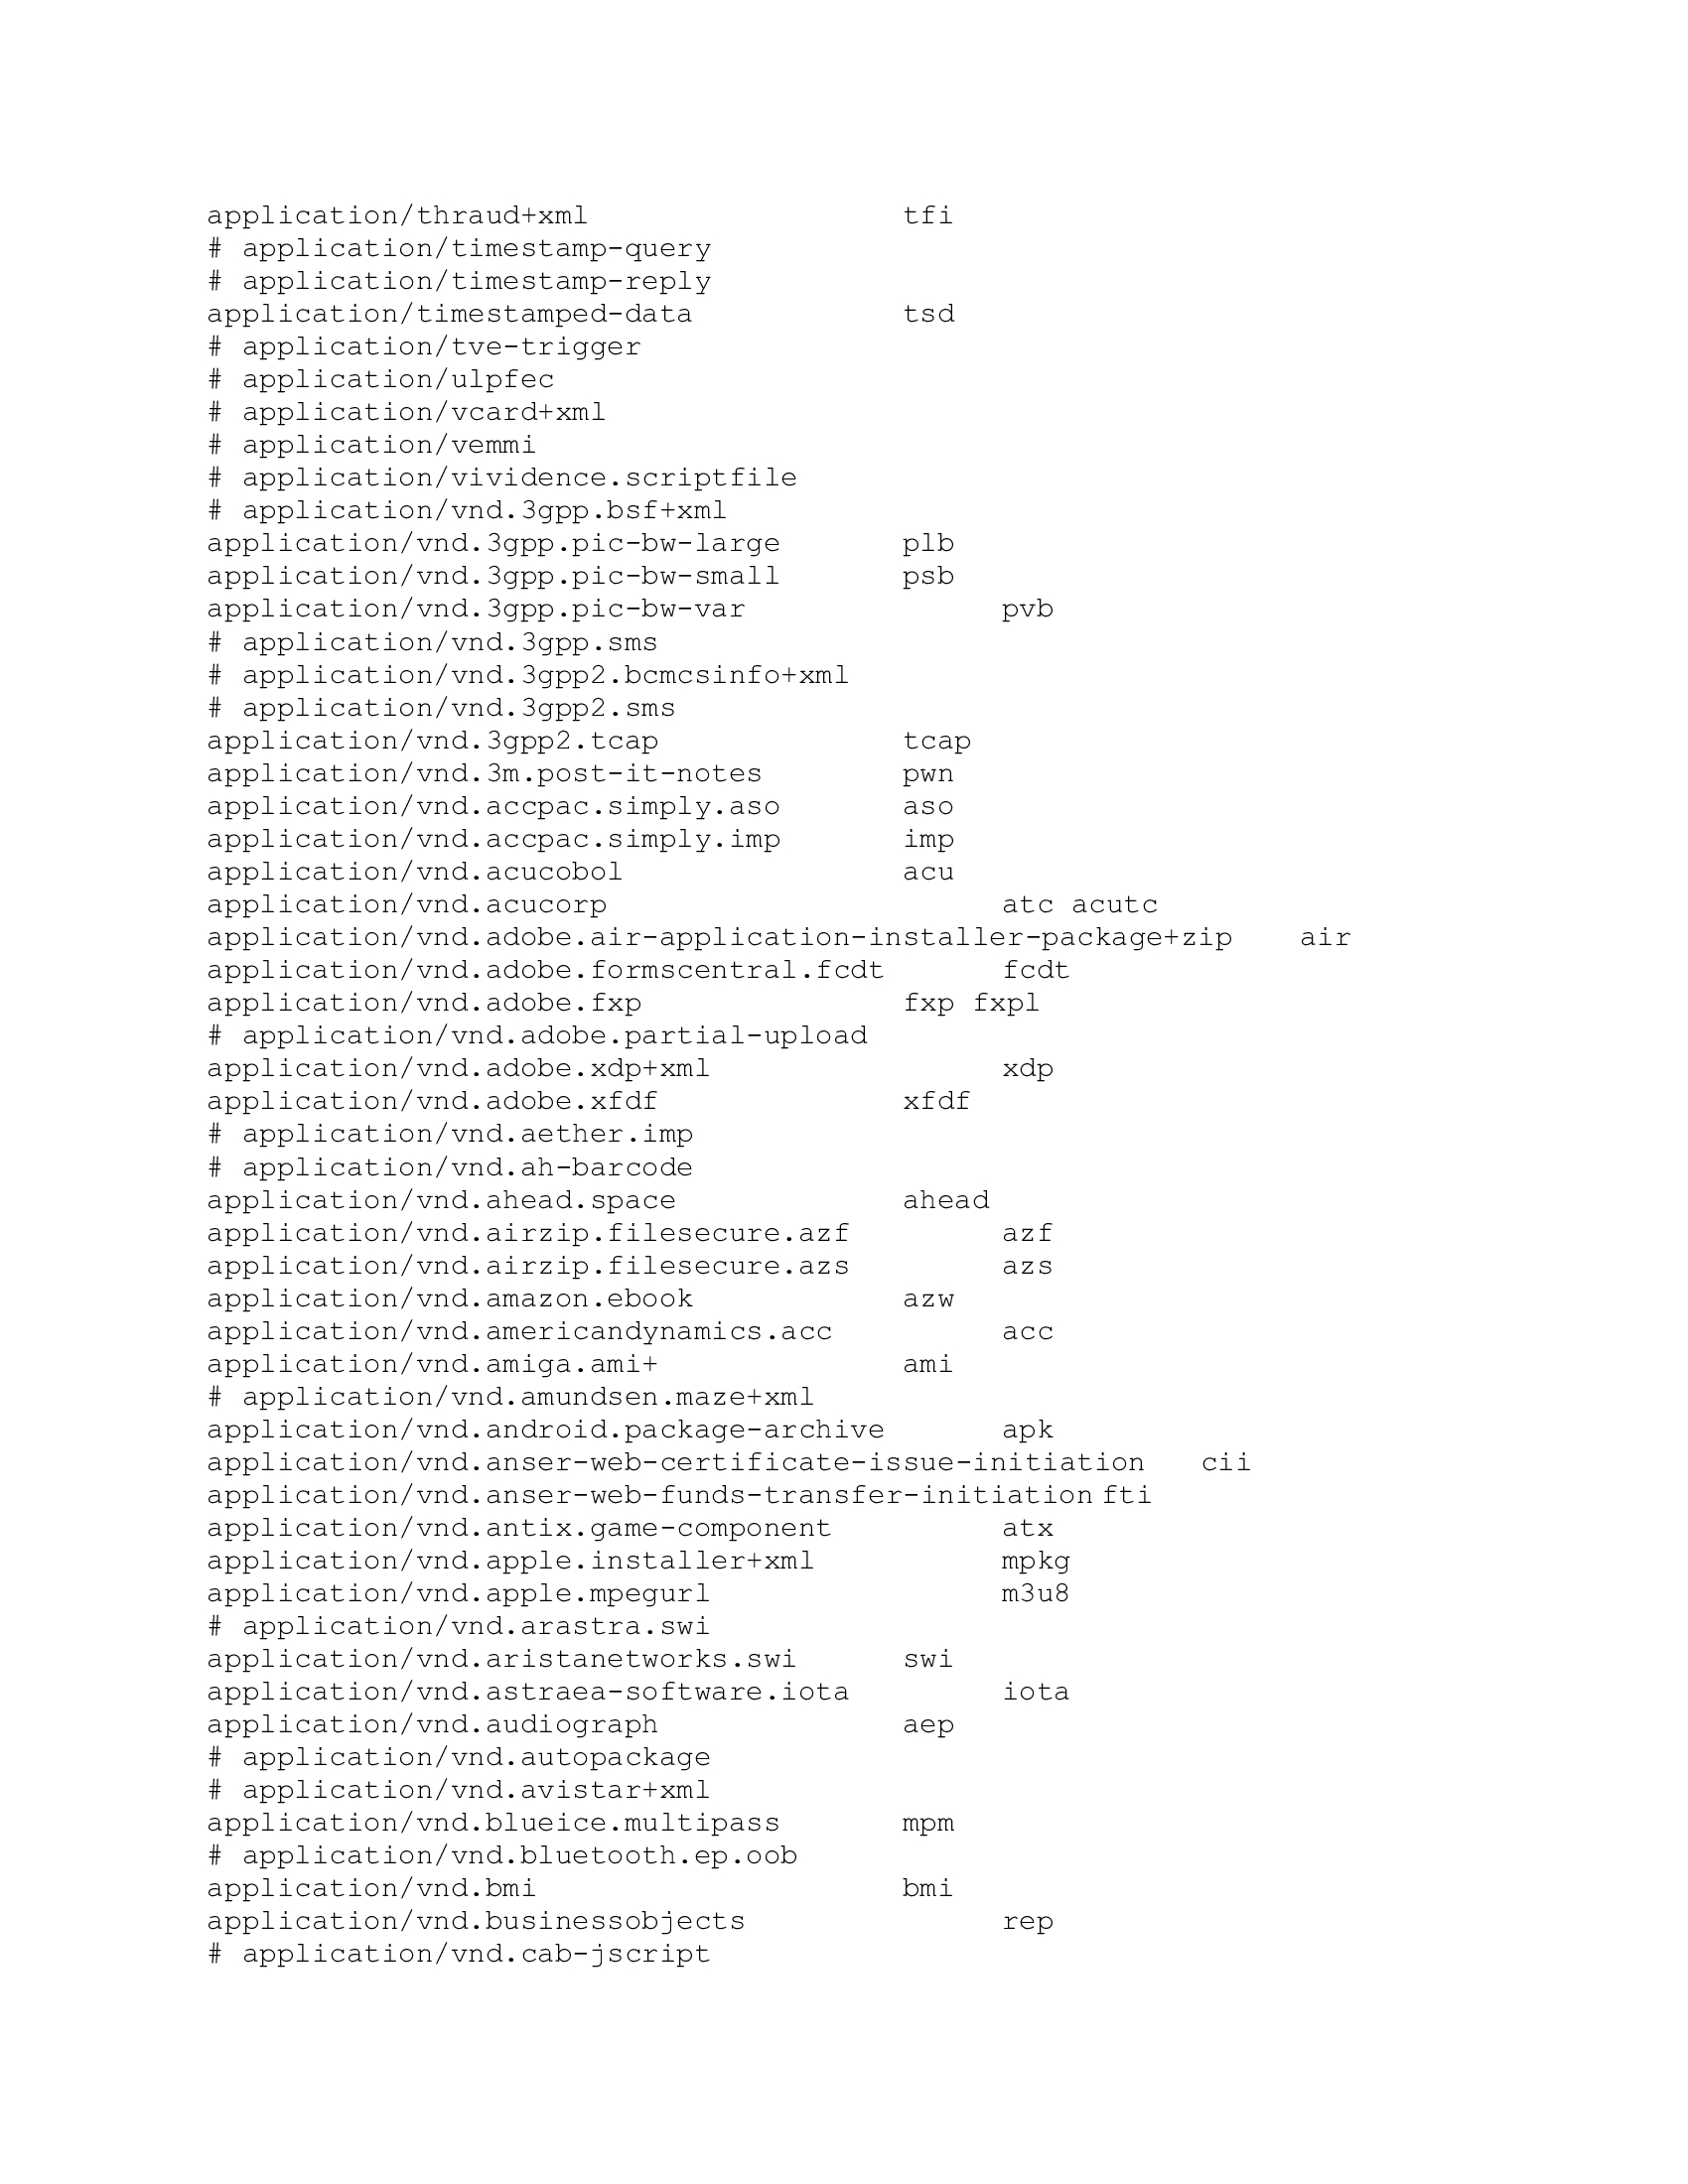 application/thraud+xml tfi
# application/timestamp-query
# application/timestamp-reply
application/timestamped-data tsd
# application/tve-trigger
# application/ulpfec
# application/vcard+xml
# application/vemmi
# application/vividence.scriptfile
# application/vnd.3gpp.bsf+xml
application/vnd.3gpp.pic-bw-large plb
application/vnd.3gpp.pic-bw-small psb
application/vnd.3gpp.pic-bw-var pvb
# application/vnd.3gpp.sms
# application/vnd.3gpp2.bcmcsinfo+xml
# application/vnd.3gpp2.sms
application/vnd.3gpp2.tcap tcap
application/vnd.3m.post-it-notes pwn
application/vnd.accpac.simply.aso aso
application/vnd.accpac.simply.imp imp
application/vnd.acucobol acu
application/vnd.acucorp atc acutc
application/vnd.adobe.air-application-installer-package+zip air
application/vnd.adobe.formscentral.fcdt fcdt
application/vnd.adobe.fxp fxp fxpl
# application/vnd.adobe.partial-upload
application/vnd.adobe.xdp+xml xdp
application/vnd.adobe.xfdf xfdf
# application/vnd.aether.imp
# application/vnd.ah-barcode
application/vnd.ahead.space ahead
application/vnd.airzip.filesecure.azf azf
application/vnd.airzip.filesecure.azs azs
application/vnd.amazon.ebook azw
application/vnd.americandynamics.acc acc
application/vnd.amiga.ami+ ami
# application/vnd.amundsen.maze+xml
application/vnd.android.package-archive apk
application/vnd.anser-web-certificate-issue-initiation cii
application/vnd.anser-web-funds-transfer-initiation fti
application/vnd.antix.game-component atx
application/vnd.apple.installer+xml mpkg
application/vnd.apple.mpegurl m3u8
# application/vnd.arastra.swi
application/vnd.aristanetworks.swi swi
application/vnd.astraea-software.iota iota
application/vnd.audiograph aep
# application/vnd.autopackage
# application/vnd.avistar+xml
application/vnd.blueice.multipass mpm
# application/vnd.bluetooth.ep.oob
application/vnd.bmi bmi
application/vnd.businessobjects rep
# application/vnd.cab-jscript